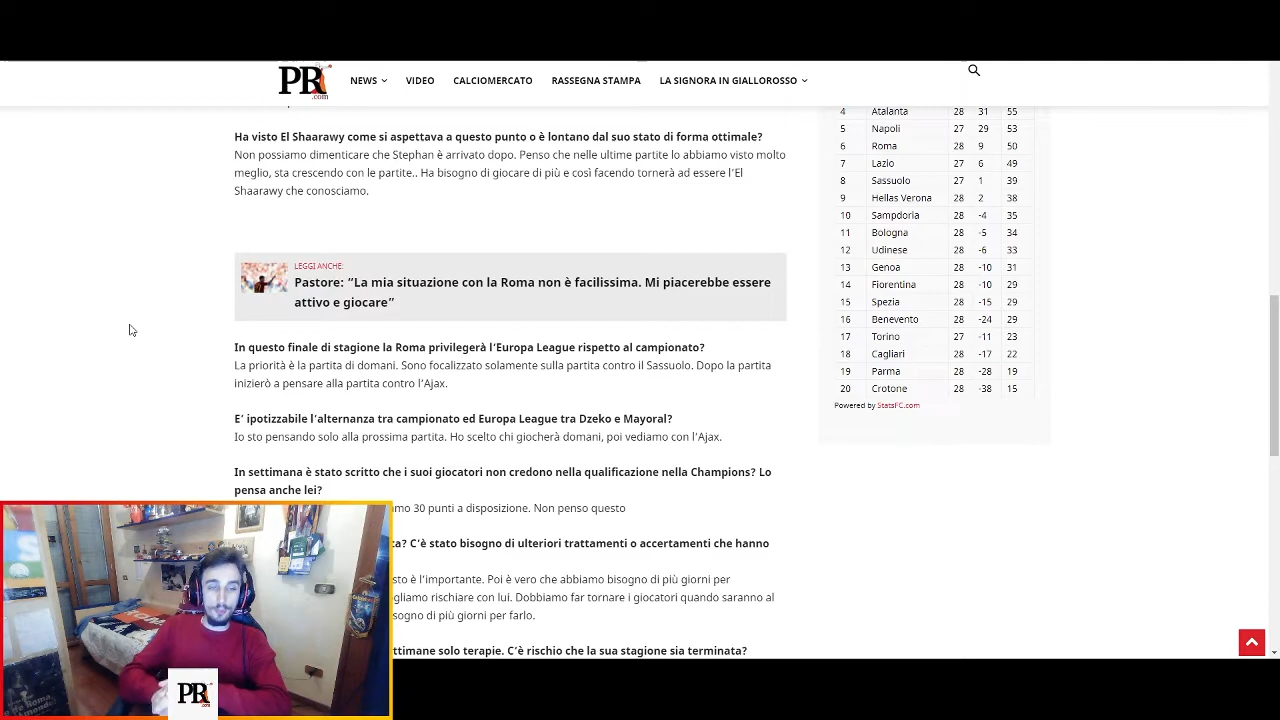 PR
.com
NEWS
VIDEO
CALCIOMERCATO
RASSEGNA STAMPA
LA SIGNORA IN GIALLOROSSO
Ha visto El Shaarawy come si aspettava a questo punto o è lontano dal suo stato di forma ottimale?
Non possiamo dimenticare che Stephan è arrivato dopo. Penso che nelle ultime partite lo abbiamo visto molto
meglio, sta crescendo con le partite.. Ha bisogno di giocare di più e così facendo tornerà ad essere l'El
Shaarawy che conosciamo.
LEGGI ANCHE:
Pastore: "La mia situazione con la Roma non è facilissima. Mi piacerebbe essere
attivo e giocare"
In questo finale di stagione la Roma privilegerà l'Europa League rispetto al campionato?
La priorità è la partita di domani. Sono focalizzato solamente sulla partita contro il Sassuolo. Dopo la partita
inizierò a pensare alla partita contro l'Ajax.
E' ipotizzabile l'alternanza tra campionato ed Europa League tra Dzeko e Mayoral?
Io sto pensando solo alla prossima partita. Ho scelto chi giocherà domani, poi vediamo con l'Ajax.
In settimana è stato scritto che i suoi giocatori non credono nella qualificazione nella Champions? Lo
pensa anche lei?
mo 30 punti a disposizione. Non penso questo
ta? C'è stato bisogno di ulteriori trattamenti o accertamenti che hanno
sto è l'importante. Poi è vero che abbiamo bisogno di più giorni per
gliamo rischiare con lui. Dobbiamo far tornare i giocatori quando saranno al
sogno di più giorni per farlo.
ttimane solo terapie. C'è rischio che la sua stagione sia terminata?
4 Atalanta 28 31 55
5 Napoli 27 29 53
6 Roma 28 9 50
7 Lazio 27 6 49
8 Sassuolo 27 1 39
9 Hellas Verona 28 2 38
10 Sampdoria 28 -4 35
11 Bologna 28 -5 34
12 Udinese 28 -6 33
13 Genoa 28 -10 31
14 Fiorentina 28 -10 29
15 Spezia 28 -15 29
16 Benevento 28 -24 29
17 Torino 27 -11 23
18 Cagliari 28 -17 22
19 Parma 28 -28 19
20 Crotone 28 -38 15
Powered by StatsFC.com
PR
.com